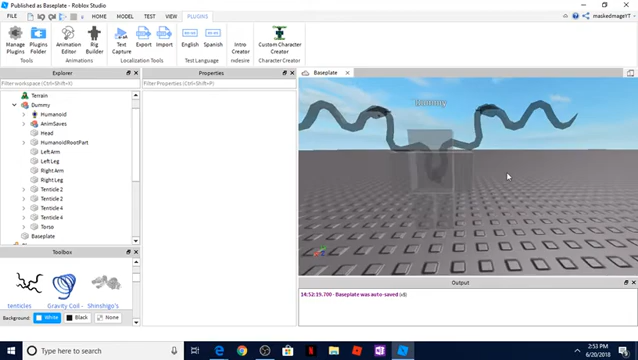 Published as Baseplate - Roblox Studio
FILE HOME MODEL TEST VIEW PLUGINS
maskedmageYT
Manage Plugins
Plugins Folder
Animation Editor
Rig Builder
Text Capture
Export
Import
English
Spanish
Intro Creator
Custom Character Creator
Tools Animations Localization Tools Test Language ndesire Character Creator
Explorer
Properties
Baseplate
Filter workspace (Ctrl+Shift+X)
Filter Properties (Ctrl+Shift+P)
Terrain
Dummy
Humanoid
AnimSaves
Head
HumanoidRootPart
Left Arm
Left Leg
Right Arm
Right Leg
Tenticle 2
Tenticle 2
Tenticle 4
Tenticle 4
Torso
Baseplate
Dummy
Toolbox
tenticles
Gravity Coil -
Shinshigo's
Background: White Black None
Output
14:52:19.700 - Baseplate was auto-saved (x8)
Type here to search
2:53 PM
6/20/2018